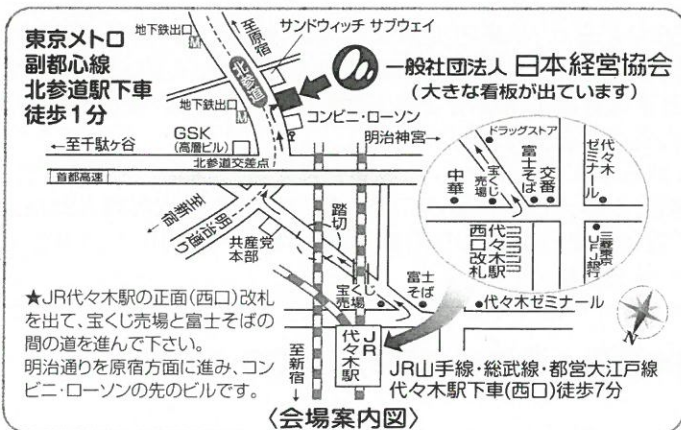 東京メトロ
副都心線
北参道駅下車
徒歩1分
地下鉄出口
M
至原宿
サンドウィッチ サブウェイ
北参道
一般社団法人 日本経営協会
(大きな看板が出ています)
地下鉄出口
M
コンビニ・ローソン
←至千駄ヶ谷
GSK
(高層ビル)
明治神宮→
北参道交差点
首都高速
至新宿
明治通り
共産党
本部
踏切
宝くじ
売場
富士
そば
代々木ゼミナール
ドラッグストア
中華
宝くじ
売場
富士そば
交番
代々木
ゼミナール
代々木駅
西口改札
三菱東京
UFJ銀行
★JR代々木駅の正面(西口)改札
を出て、宝くじ売場と富士そばの
間の道を進んで下さい。
明治通りを原宿方面に進み、コン
ビニ・ローソンの先のビルです。
至新宿
↓
JR
代々木駅
N
JR山手線・総武線・都営大江戸線
代々木駅下車(西口)徒歩7分
〈会場案内図〉